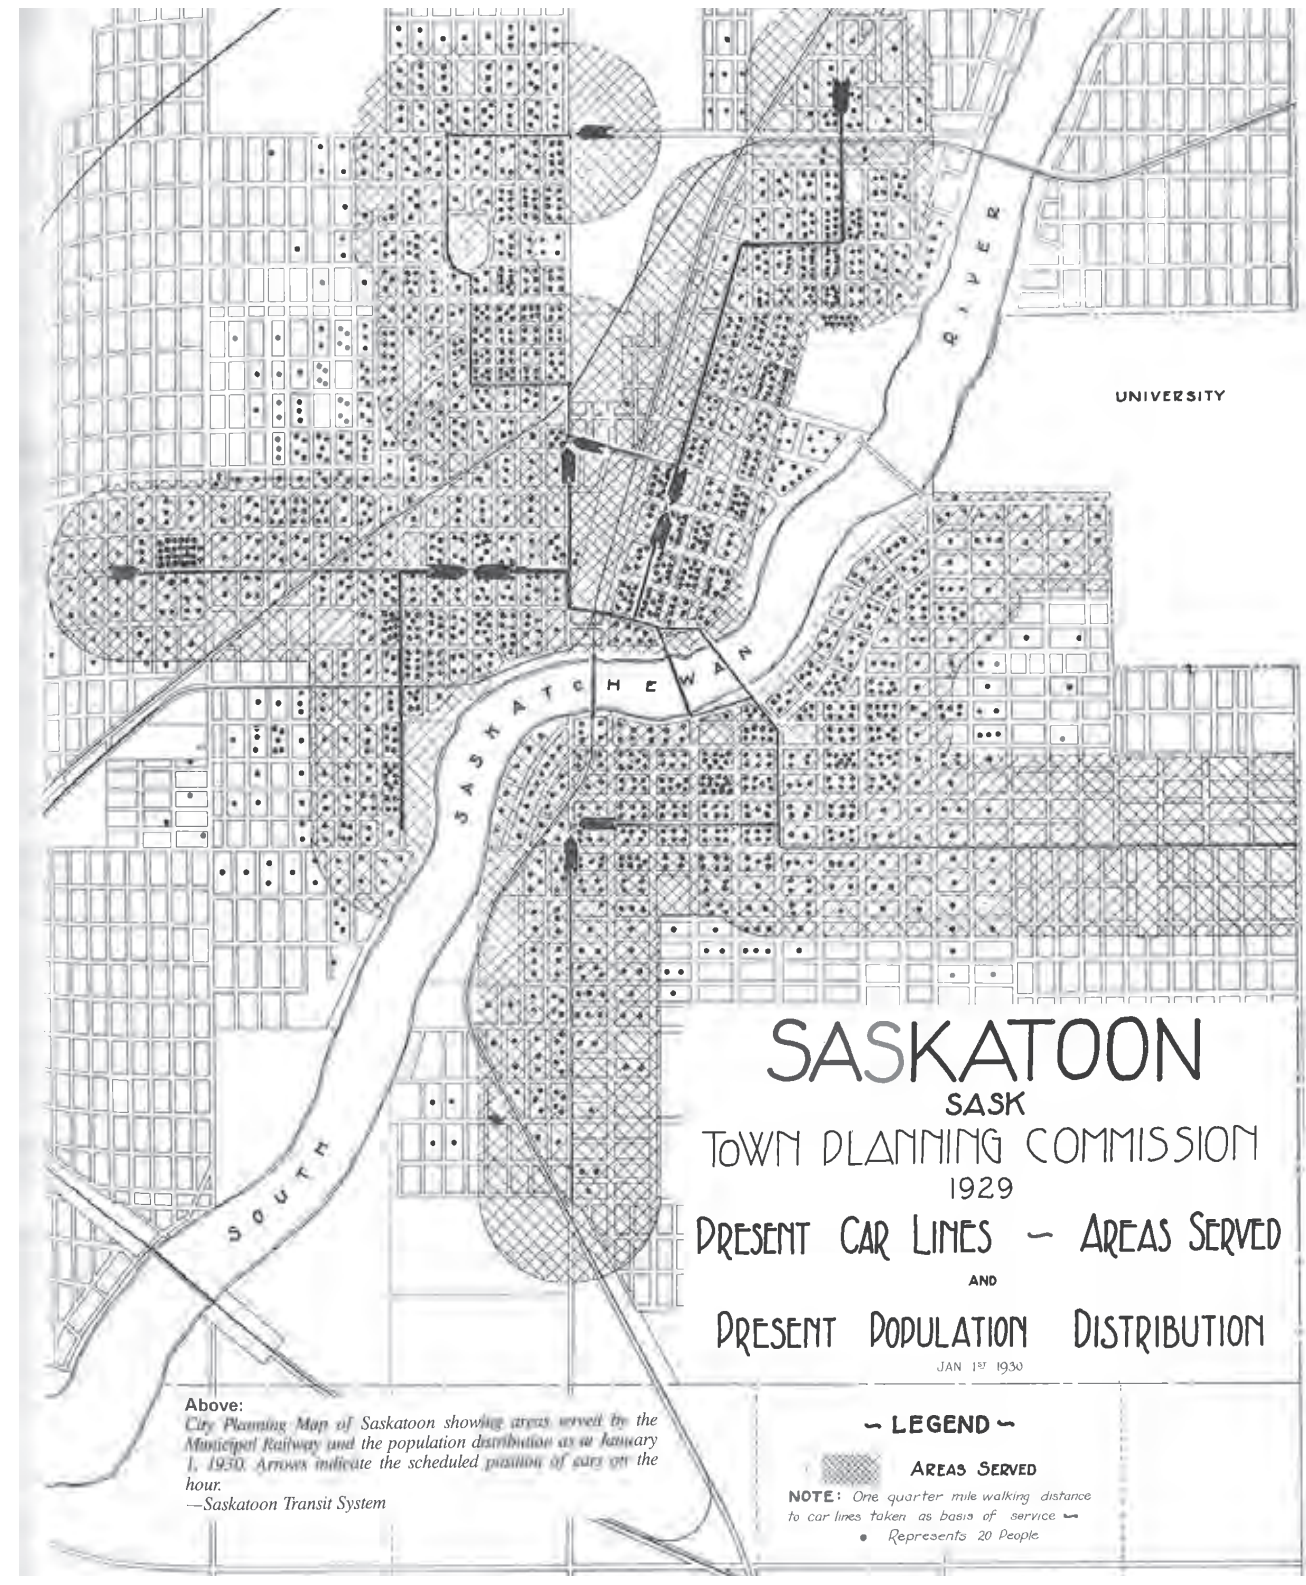 RIVER
UNIVERSITY
SASKATCHEWAN
SOUTH
SASKATOON
SASK
TOWN PLANNING COMMISSION
1929
PRESENT CAR LINES – AREAS SERVED
AND
PRESENT POPULATION DISTRIBUTION
JAN 1ST 1930
Above:
City Planning Map of Saskatoon showing areas served by the
Municipal Railway and the population distribution as at January
1, 1930. Arrows indicate the scheduled position of cars on the
hour.
—Saskatoon Transit System
~ LEGEND ~
AREAS SERVED
NOTE: One quarter mile walking distance
to car lines taken as basis of service ~
• Represents 20 People